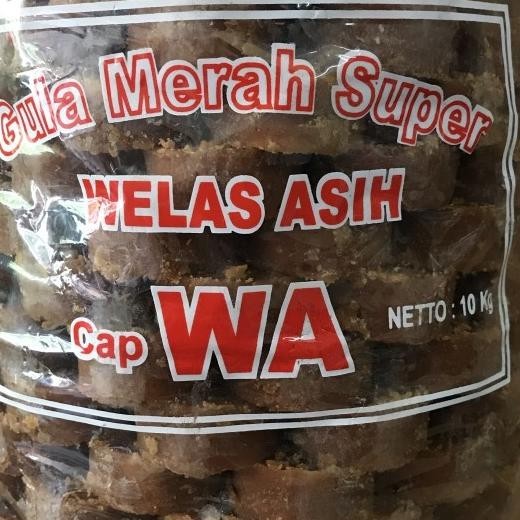 Gula Merah Super
WELAS ASIH
Cap WA
NETTO : 10 Kg